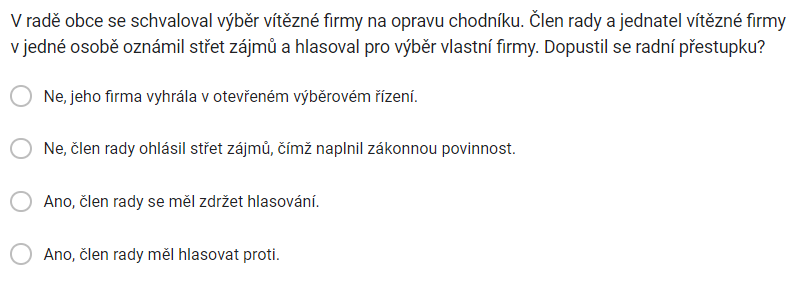 V radě obce se schvaloval výběr vítězné firmy na opravu chodníku. Člen rady a jednatel vítězné firmy
v jedné osobě oznámil střet zájmů a hlasoval pro výběr vlastní firmy. Dopustil se radní přestupku?
Ne, jeho firma vyhrála v otevřeném výběrovém řízení.
Ne, člen rady ohlásil střet zájmů, čímž naplnil zákonnou povinnost.
Ano, člen rady se měl zdržet hlasování.
Ano, člen rady měl hlasovat proti.